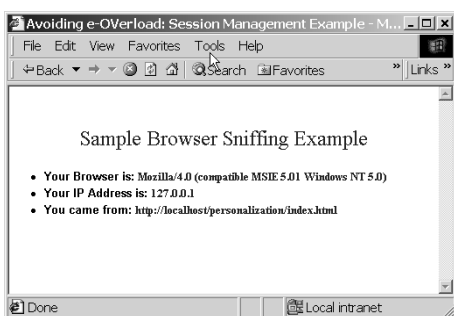 Avoiding e-OVerload: Session Management Example - M...
File Edit View Favorites Tools Help
Back Search Favorites » Links »
Sample Browser Sniffing Example
• Your Browser is: Mozilla/4.0 (compatible MSIE 5.01 Windows NT 5.0)
• Your IP Address is: 127.0.0.1
• You came from: http://localhost/personalization/index.html
Done Local intranet